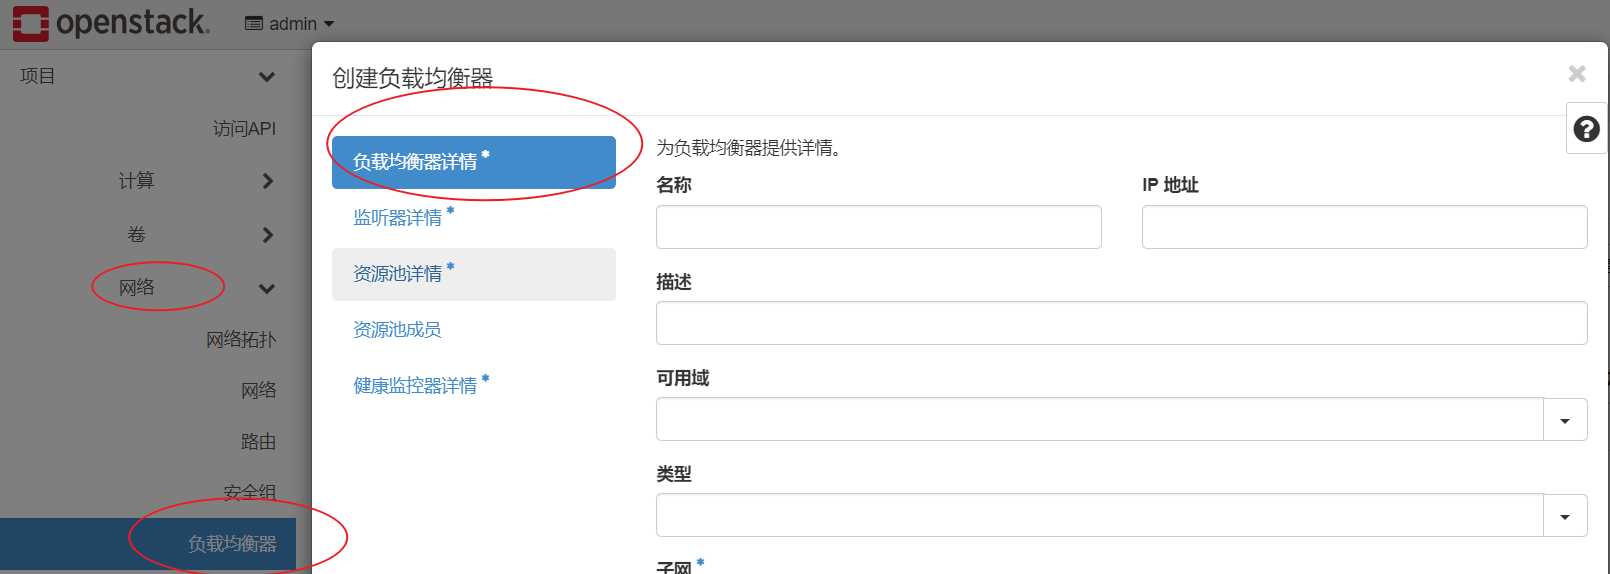 openstack.
admin
项目
访问API
计算
卷
网络
网络拓扑
网络
路由
安全组
负载均衡器
创建负载均衡器
负载均衡器详情 *
监听器详情 *
资源池详情 *
资源池成员
健康监控器详情 *
为负载均衡器提供详情。
名称
IP 地址
描述
可用域
类型
子网 *